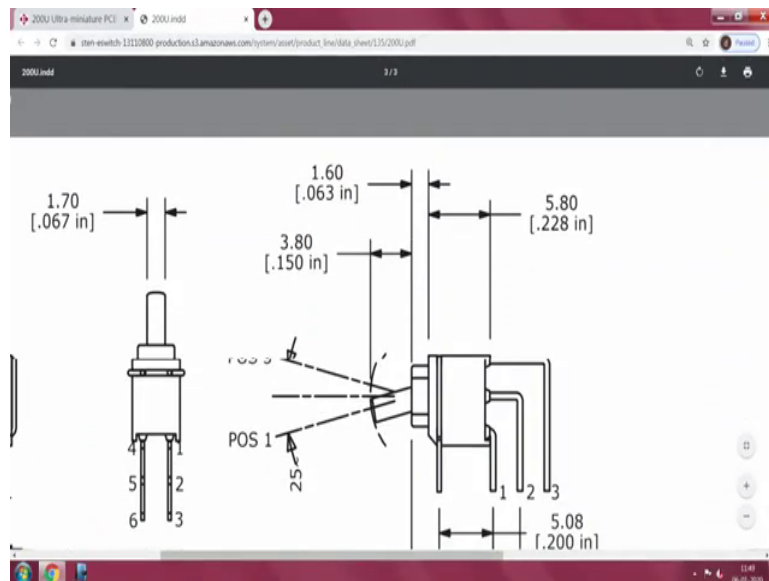 200U Ultra-miniature PCB
200U.indd
sten-eswitch-13110800-production.s3.amazonaws.com/system/asset/product_line/data_sheet/135/200U.pdf
Paused
200U.indd
3 / 3
1.70
[.067 in]
1.60
[.063 in]
5.80
[.228 in]
3.80
[.150 in]
POS 1
25
4 1
5 2
6 3
1 2 3
5.08
[.200 in]
11:49